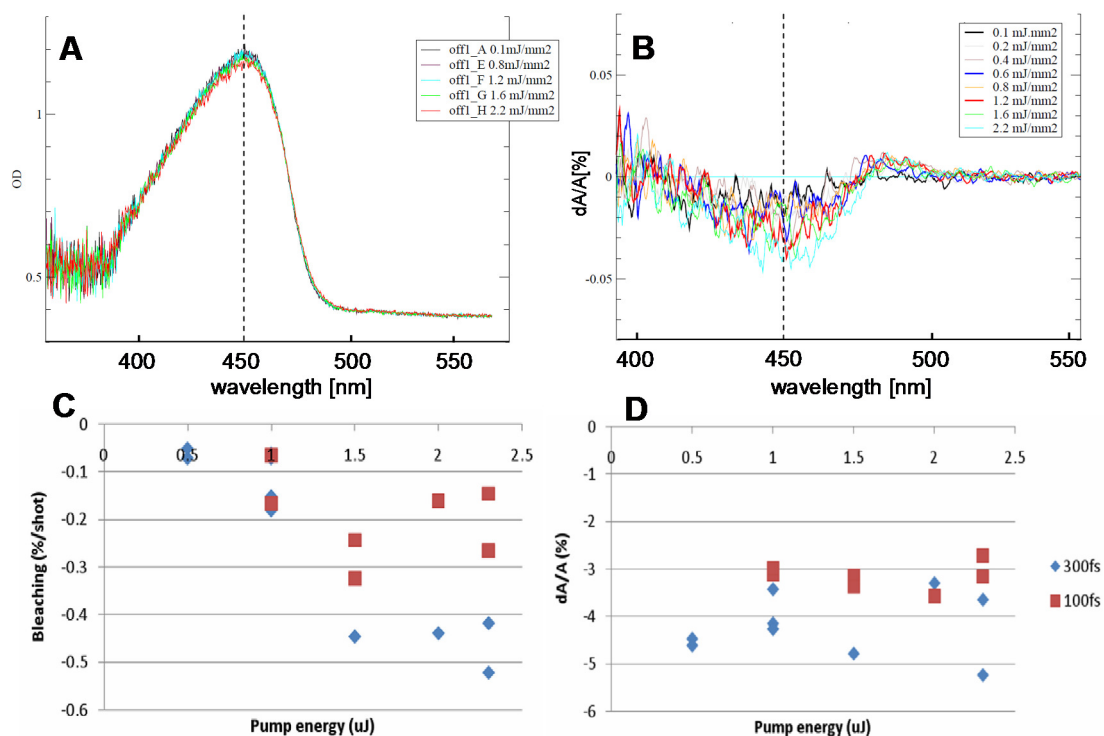 A
off1_A 0.1mJ/mm2
off1_E 0.8mJ/mm2
off1_F 1.2 mJ/mm2
off1_G 1.6 mJ/mm2
off1_H 2.2 mJ/mm2
OD
1
0.5
400
450
500
550
wavelength [nm]
B
0.1 mJ.mm2
0.2 mJ/mm2
0.4 mJ/mm2
0.6 mJ/mm2
0.8 mJ/mm2
1.2 mJ/mm2
1.6 mJ/mm2
2.2 mJ/mm2
dA/A[%]
0.05
0
-0.05
400
450
500
550
wavelength [nm]
C
0
-0.1
-0.2
-0.3
-0.4
-0.5
-0.6
0
0.5
1
1.5
2
2.5
Bleaching (%/shot)
Pump energy (uJ)
D
0
-1
-2
-3
-4
-5
-6
0
0.5
1
1.5
2
2.5
dA/A (%)
Pump energy (uJ)
300fs
100fs